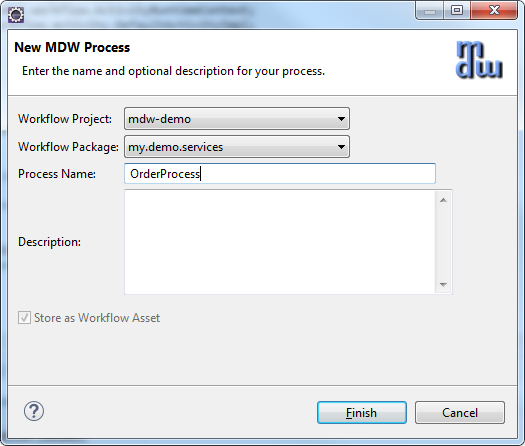 New MDW Process
Enter the name and optional description for your process.
mdw
Workflow Project: mdw-demo
Workflow Package: my.demo.services
Process Name: OrderProcess
Description:
Store as Workflow Asset
? Finish Cancel